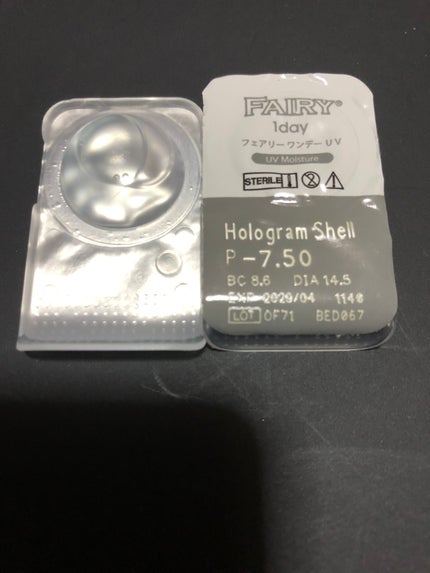 FAIRY®
1day
フェアリー ワンデー UV
UV Moisture
STERILE
Hologram Shell
P -7.50
BC 8.6 DIA 14.5
EXP 2029/04
LOT OF71 BED067